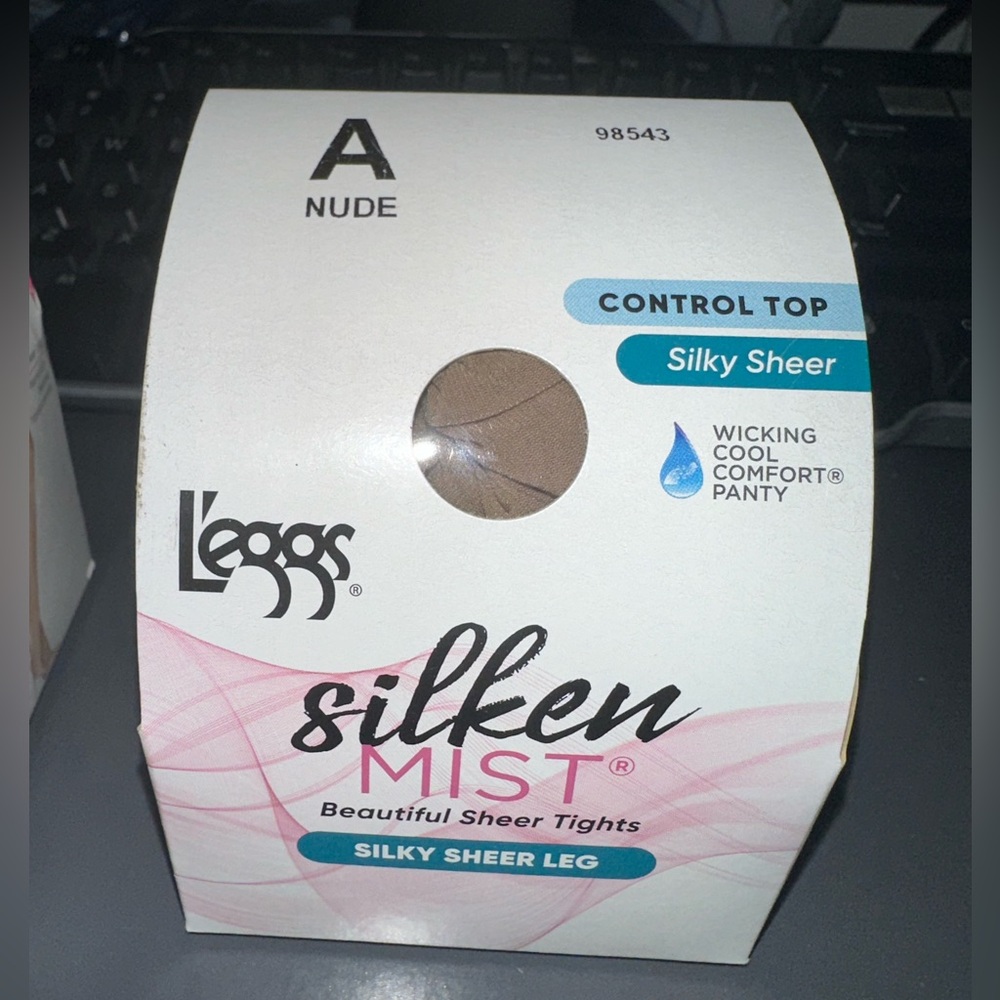 A
98543
NUDE
CONTROL TOP
Silky Sheer
WICKING
COOL
COMFORT®
PANTY
L'eggs®
silken
MIST®
Beautiful Sheer Tights
SILKY SHEER LEG